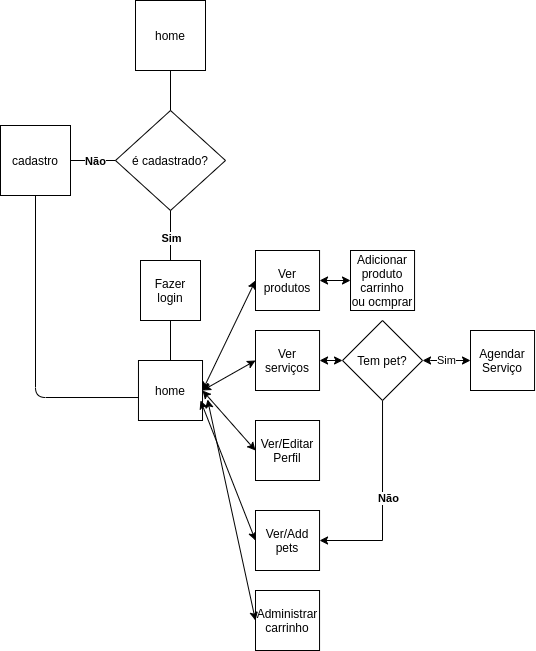 home
é cadastrado?
Não
cadastro
Sim
Fazer
login
home
Ver
produtos
Adicionar
produto
carrinho
ou ocmprar
Ver
serviços
Tem pet?
Sim
Agendar
Serviço
Ver/Editar
Perfil
Não
Ver/Add
pets
Administrar
carrinho